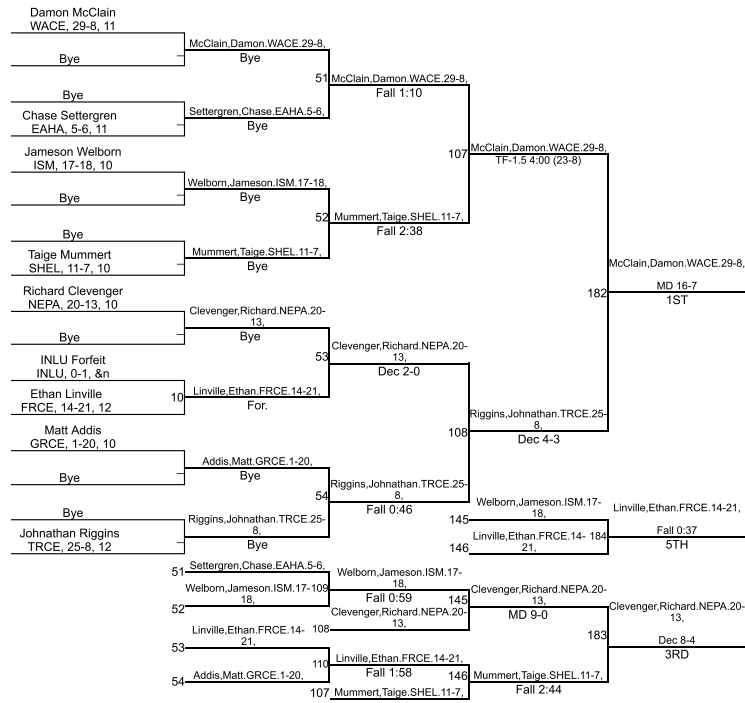 Damon McClain
WACE, 29-8, 11
McClain,Damon.WACE.29-8,
Bye
Bye
51
McClain,Damon.WACE.29-8,
Fall 1:10
Bye
Chase Settergren
EAHA, 5-6, 11
Settergren,Chase.EAHA.5-6,
Bye
107
McClain,Damon.WACE.29-8,
TF-1.5 4:00 (23-8)
Jameson Welborn
ISM, 17-18, 10
Welborn,Jameson.ISM.17-18,
Bye
Bye
52
Mummert,Taige.SHEL.11-7,
Fall 2:38
Bye
Taige Mummert
SHEL, 11-7, 10
Mummert,Taige.SHEL.11-7,
Bye
McClain,Damon.WACE.29-8,
182
MD 16-7
1ST
Richard Clevenger
NEPA, 20-13, 10
Clevenger,Richard.NEPA.20-
13,
Bye
Bye
53
Clevenger,Richard.NEPA.20-
13,
Dec 2-0
INLU Forfeit
INLU, 0-1, &n
Ethan Linville
FRCE, 14-21, 12
10
Linville,Ethan.FRCE.14-21,
For.
108
Riggins,Johnathan.TRCE.25-
8,
Dec 4-3
Matt Addis
GRCE, 1-20, 10
Addis,Matt.GRCE.1-20,
Bye
Bye
54
Riggins,Johnathan.TRCE.25-
8,
Fall 0:46
Bye
Johnathan Riggins
TRCE, 25-8, 12
Riggins,Johnathan.TRCE.25-
8,
Bye
145
Welborn,Jameson.ISM.17-
18,
146
Linville,Ethan.FRCE.14-
21,
184
Linville,Ethan.FRCE.14-21,
Fall 0:37
5TH
51
Settergren,Chase.EAHA.5-6,
52
Welborn,Jameson.ISM.17-
18,
109
Welborn,Jameson.ISM.17-
18,
Fall 0:59
108
Clevenger,Richard.NEPA.20-
13,
145
Clevenger,Richard.NEPA.20-
13,
MD 9-0
53
Linville,Ethan.FRCE.14-
21,
54
Addis,Matt.GRCE.1-20,
110
Linville,Ethan.FRCE.14-21,
Fall 1:58
107
Mummert,Taige.SHEL.11-7,
146
Mummert,Taige.SHEL.11-7,
Fall 2:44
183
Clevenger,Richard.NEPA.20-
13,
Dec 8-4
3RD